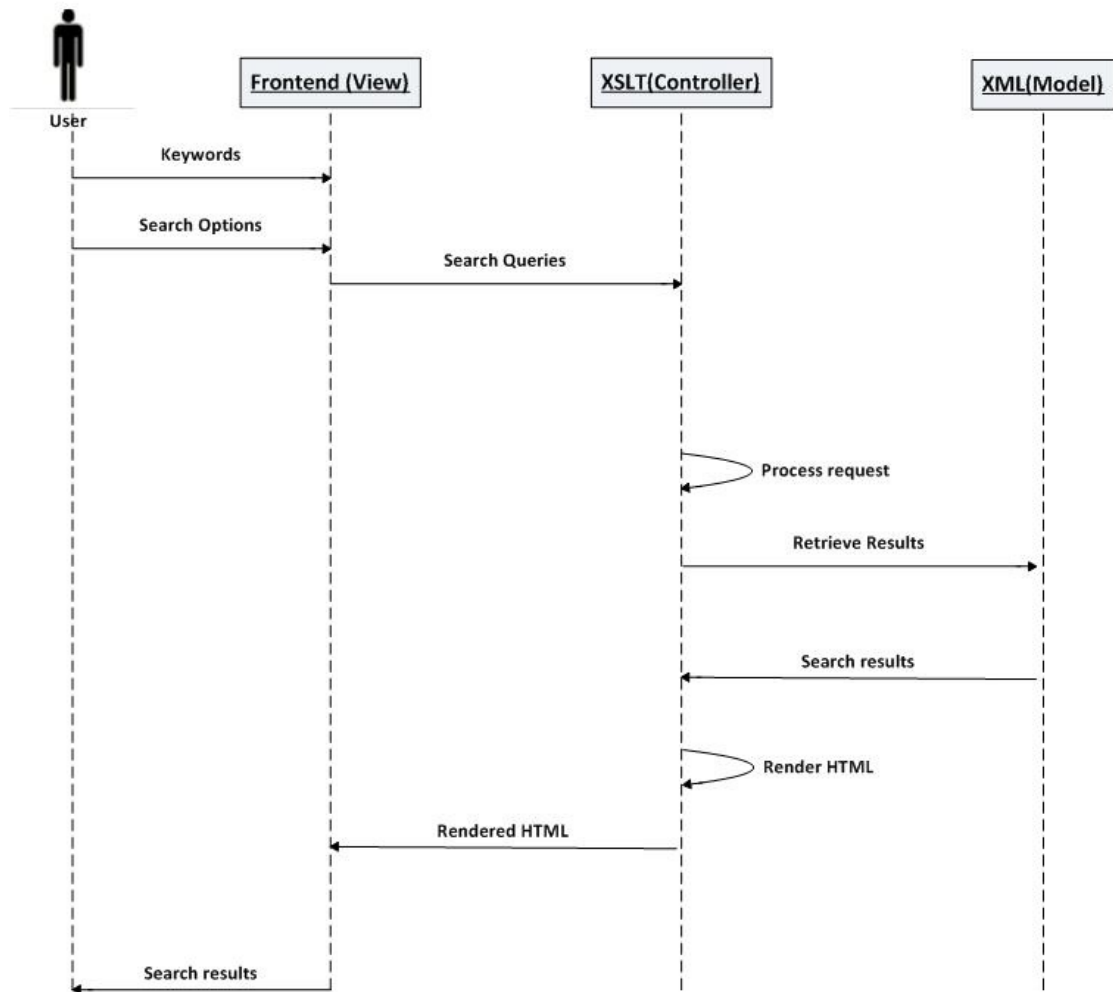 Frontend (View)
XSLT(Controller)
XML(Model)
User
Keywords
Search Options
Search Queries
Process request
Retrieve Results
Search results
Render HTML
Rendered HTML
Search results